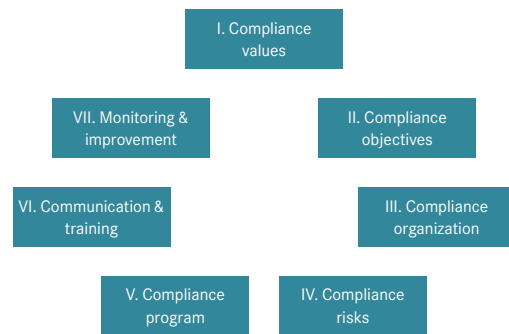 I. Compliance
values
VII. Monitoring &
improvement
II. Compliance
objectives
VI. Communication &
training
III. Compliance
organization
V. Compliance
program
IV. Compliance
risks